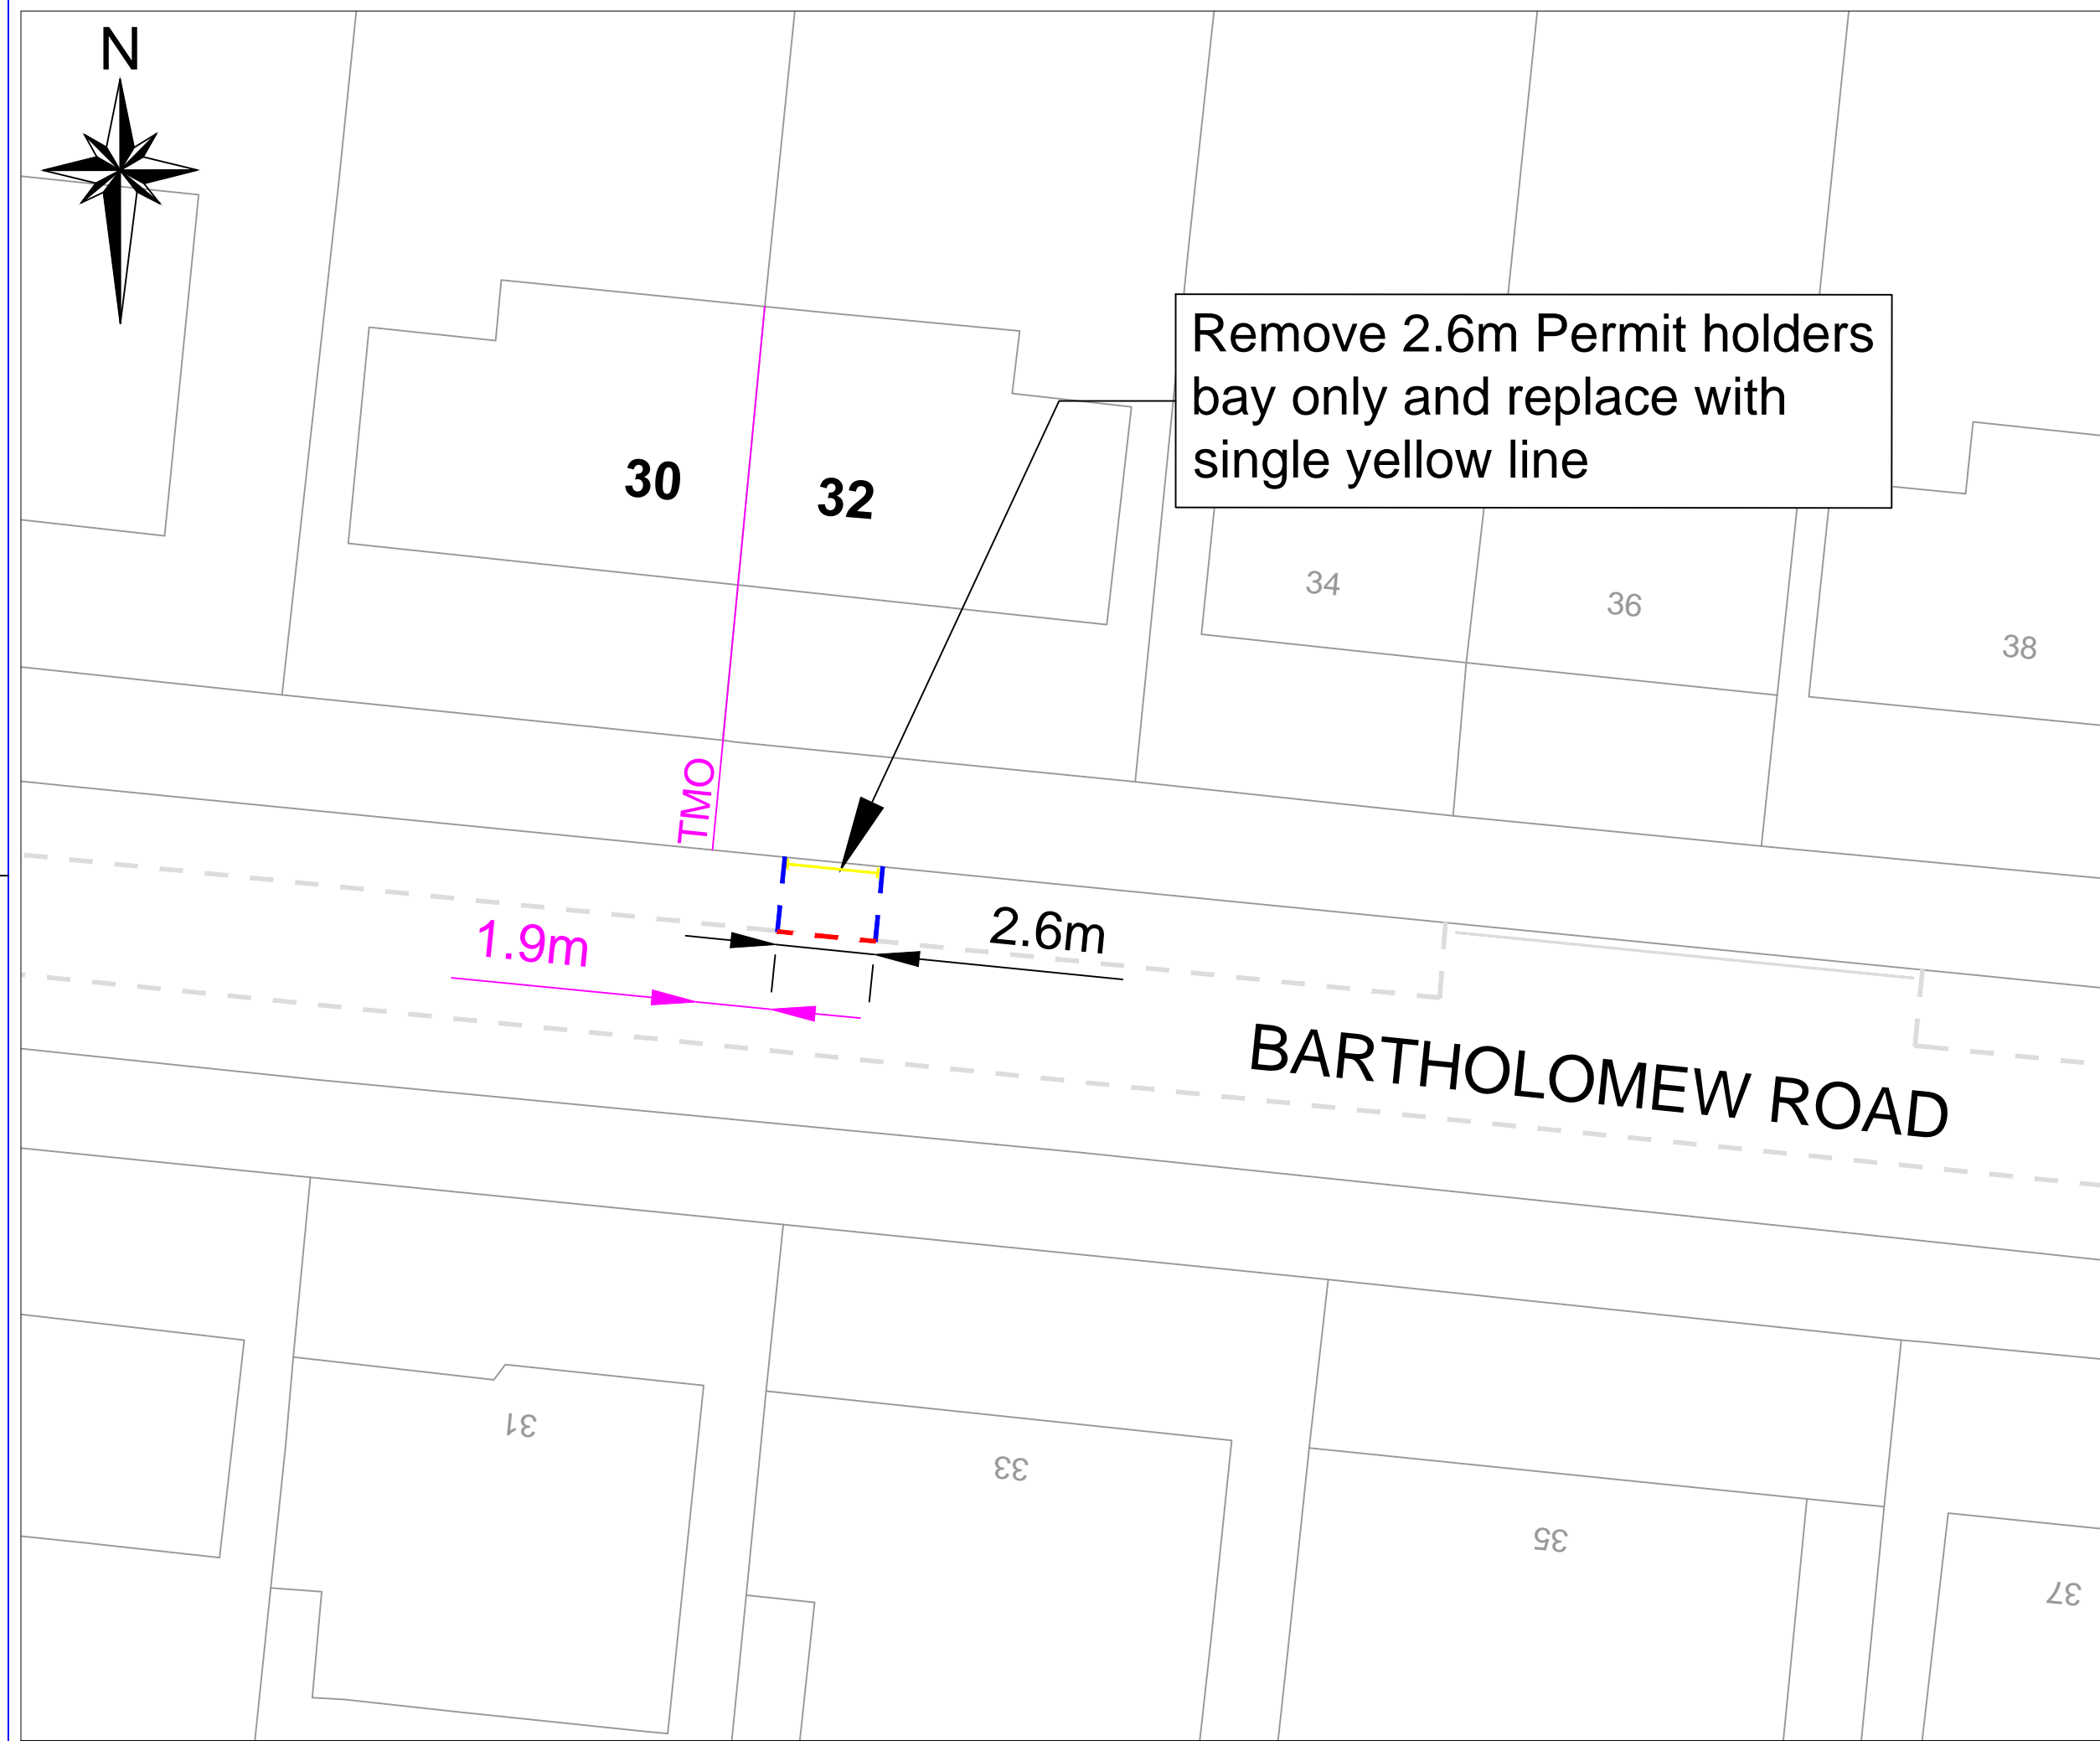 N
Remove 2.6m Permit holders
bay only and replace with
single yellow line
30
32
34
36
38
TMO
1.9m
2.6m
BARTHOLOMEW ROAD
31
33
35
37